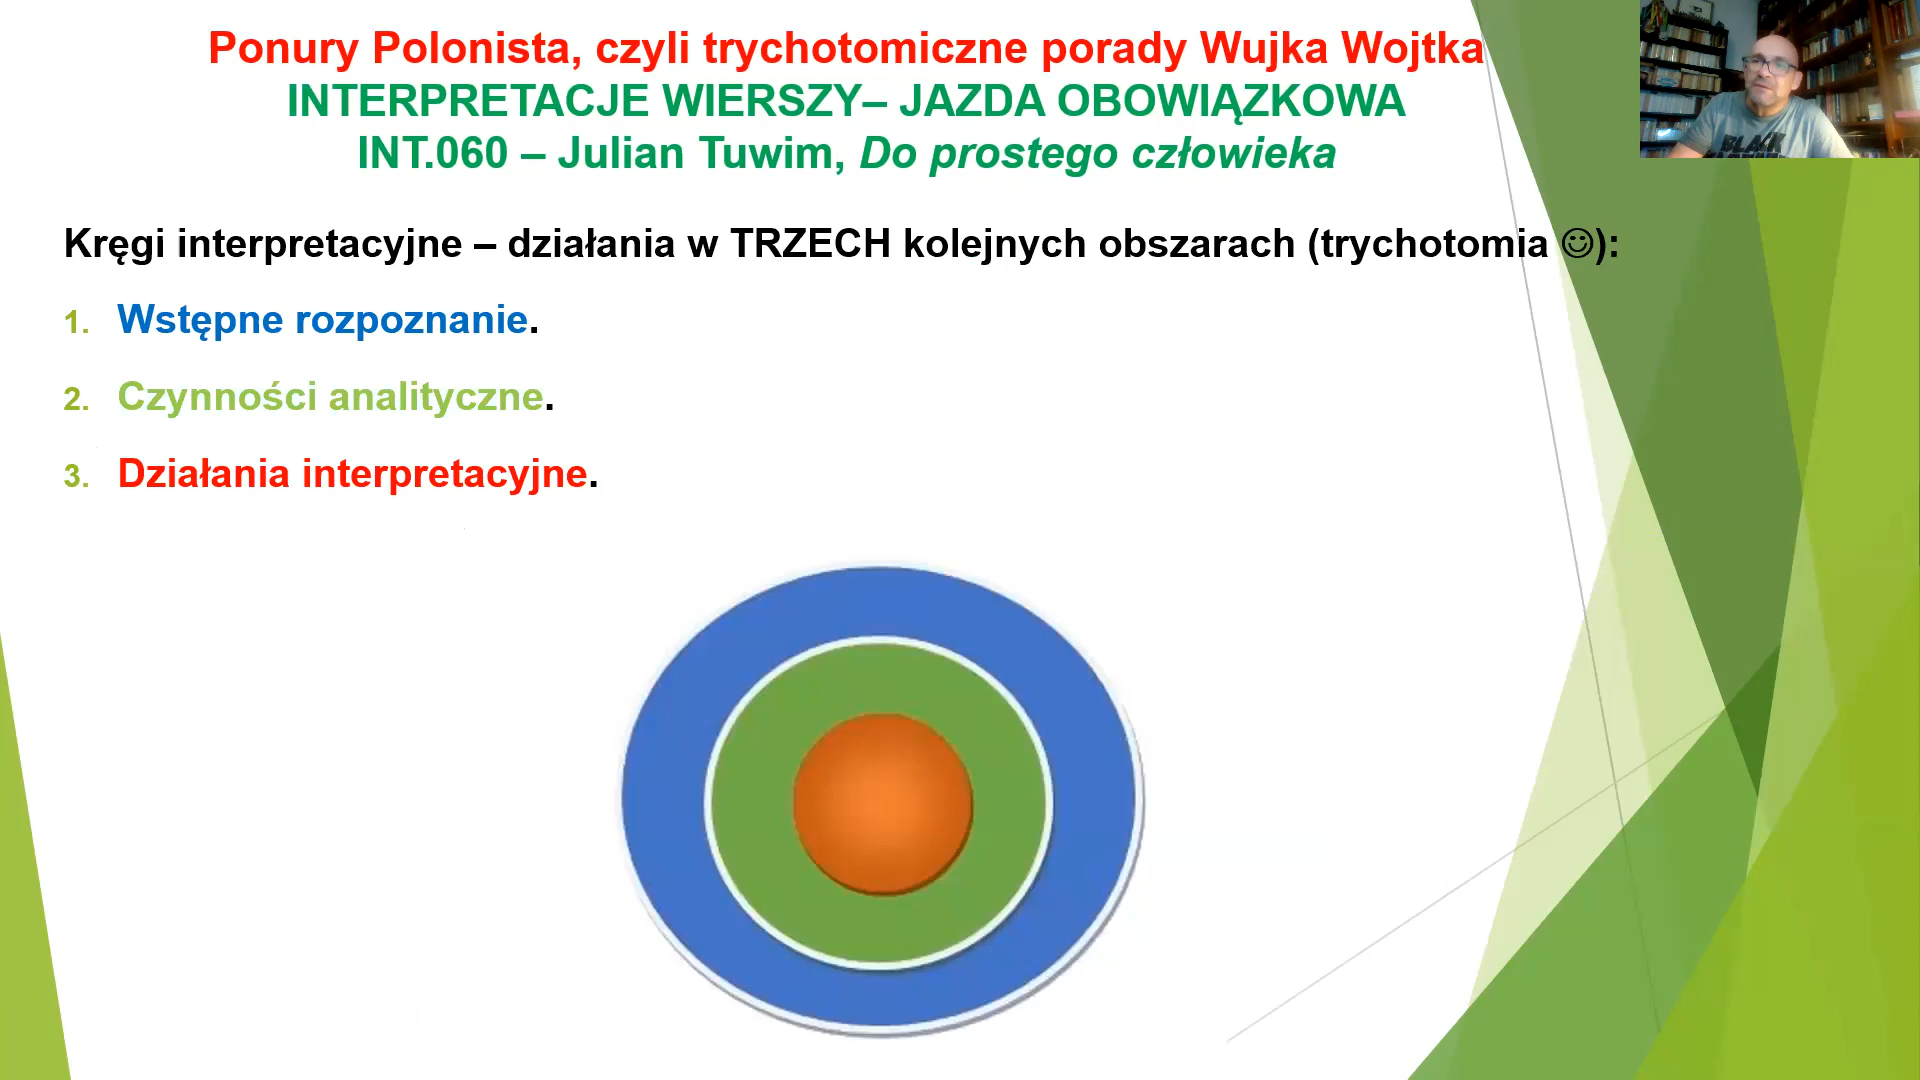 Ponury Polonista, czyli trychotomiczne porady Wujka Wojtka
INTERPRETACJE WIERSZY– JAZDA OBOWIĄZKOWA
INT.060 – Julian Tuwim, Do prostego człowieka
Kręgi interpretacyjne – działania w TRZECH kolejnych obszarach (trychotomia ☺):
1. Wstępne rozpoznanie.
2. Czynności analityczne.
3. Działania interpretacyjne.
BLACK